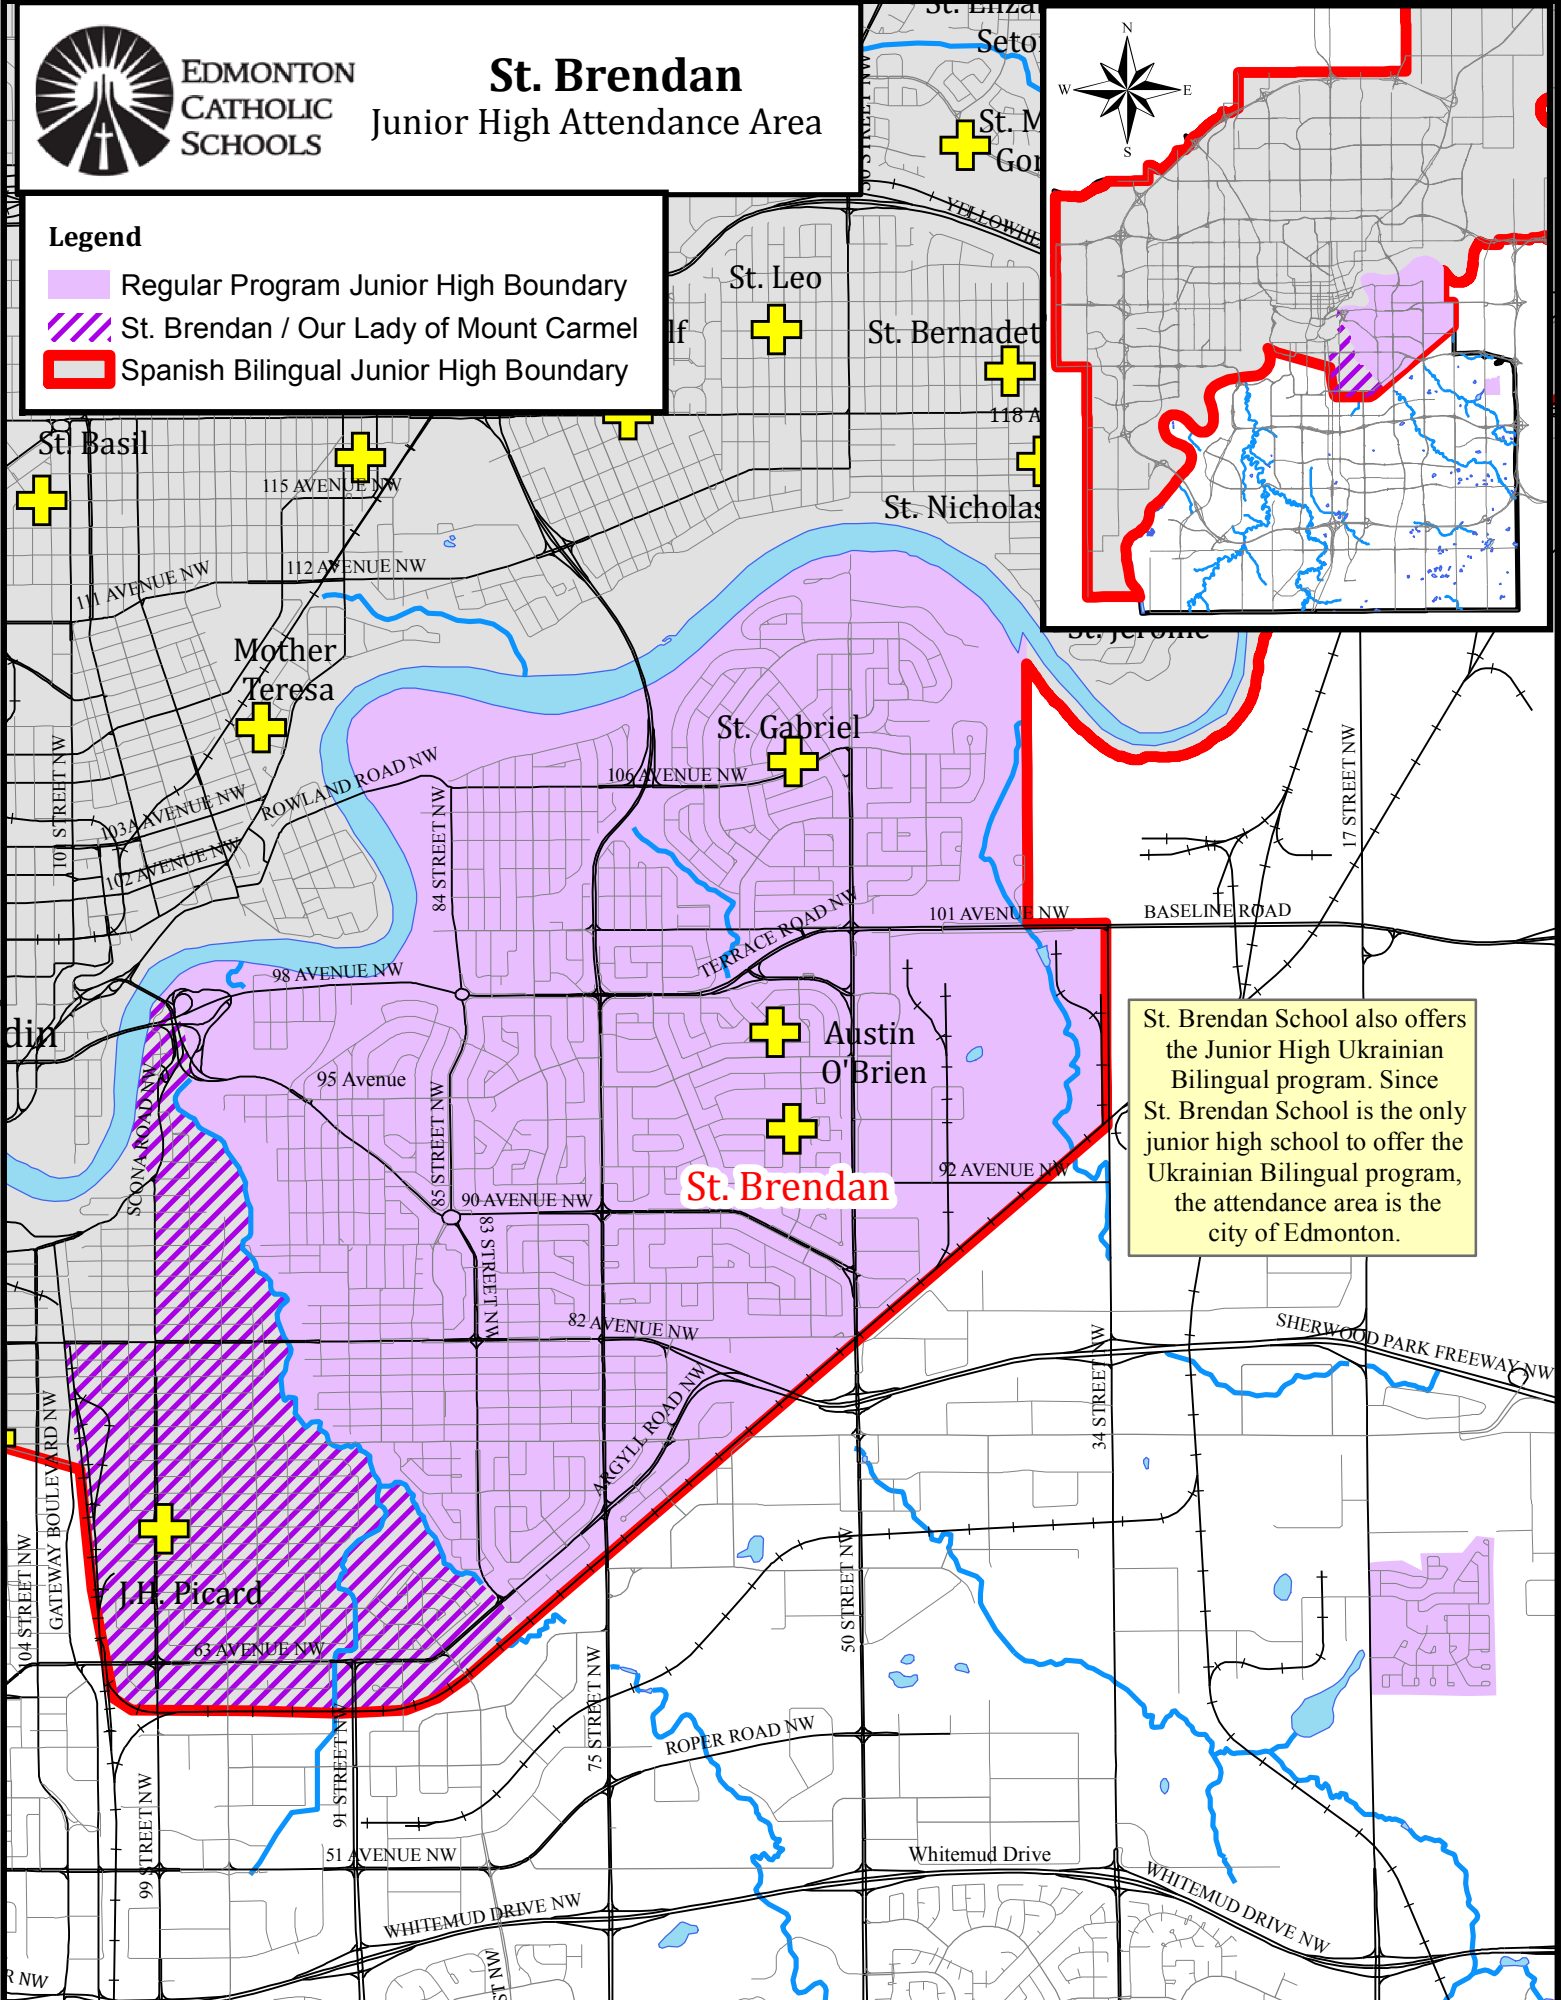 EDMONTON
CATHOLIC
SCHOOLS
St. Brendan
Junior High Attendance Area
Legend
Regular Program Junior High Boundary
St. Brendan / Our Lady of Mount Carmel
Spanish Bilingual Junior High Boundary
N
W
E
S
YELLOWHE
St. Leo
St. Bernadet
118 A
St. Basil
115 AVENUE NW
St. Nicholas
111 AVENUE NW
112 AVENUE NW
Mother
Teresa
St. Jerome
St. Gabriel
106 AVENUE NW
ROWLAND ROAD NW
103A AVENUE NW
102 AVENUE NW
101 STREET NW
84 STREET NW
17 STREET NW
TERRACE ROAD NW
101 AVENUE NW
BASELINE ROAD
98 AVENUE NW
din
Austin
O'Brien
95 Avenue
SCONA ROAD NW
85 STREET NW
St. Brendan School also offers
the Junior High Ukrainian
Bilingual program. Since
St. Brendan School is the only
junior high school to offer the
Ukrainian Bilingual program,
the attendance area is the
city of Edmonton.
92 AVENUE NW
St. Brendan
90 AVENUE NW
83 STREET NW
82 AVENUE NW
SHERWOOD PARK FREEWAY NW
34 STREET NW
ARGYLL ROAD NW
GATEWAY BOULEVARD NW
104 STREET NW
J.H. Picard
63 AVENUE NW
50 STREET NW
75 STREET NW
91 STREET NW
99 STREET NW
ROPER ROAD NW
51 AVENUE NW
Whitemud Drive
WHITEMUD DRIVE NW
WHITEMUD DRIVE NW
R NW
ST NW